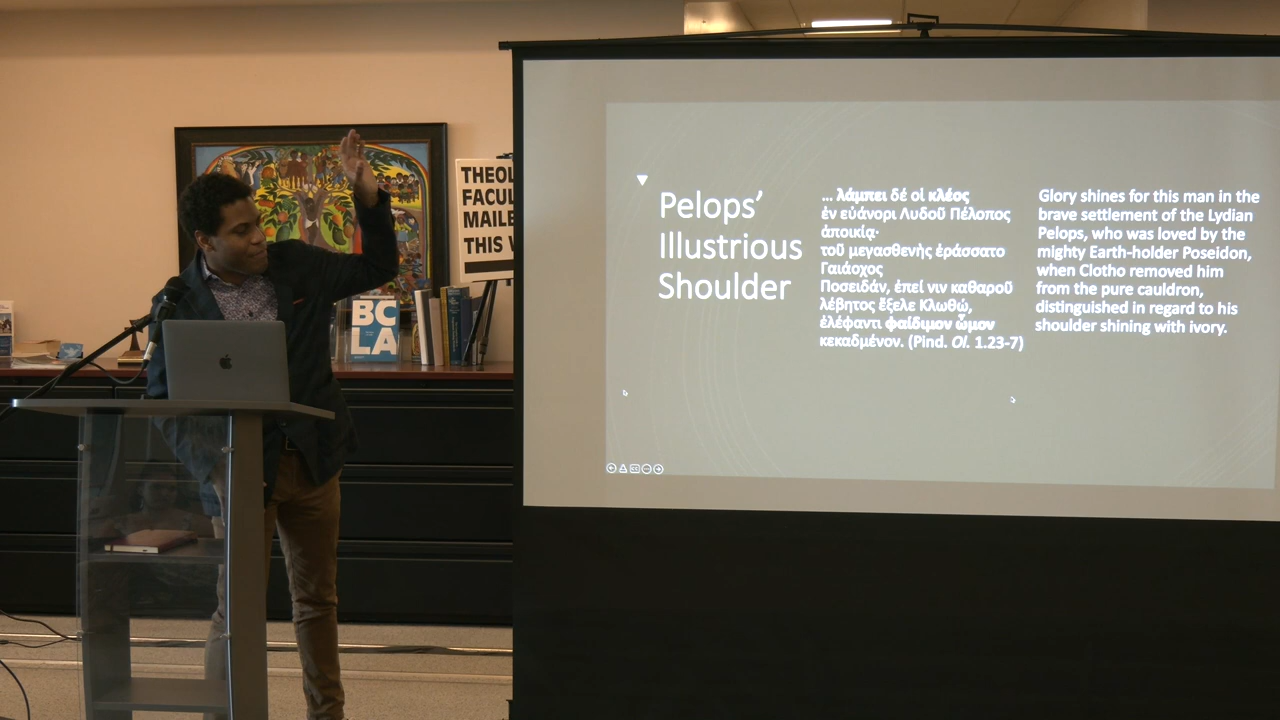 THEOL
FACUL
MAILE
THIS
BC
LA
Pelops’
Illustrious
Shoulder
... λάμπει δέ οἱ κλέος
ἐν εὐάνορι Λυδοῦ Πέλοπος
ἀποικίᾳ·
τοῦ μεγασθενὴς ἐράσσατο
Γαιάοχος
Ποσειδάν, ἐπεί νιν καθαροῦ
λέβητος ἔξελε Κλωθώ,
ἐλέφαντι φαίδιμον ὦμον
κεκαδμένον. (Pind. Ol. 1.23-7)
Glory shines for this man in the
brave settlement of the Lydian
Pelops, who was loved by the
mighty Earth-holder Poseidon,
when Clotho removed him
from the pure cauldron,
distinguished in regard to his
shoulder shining with ivory.